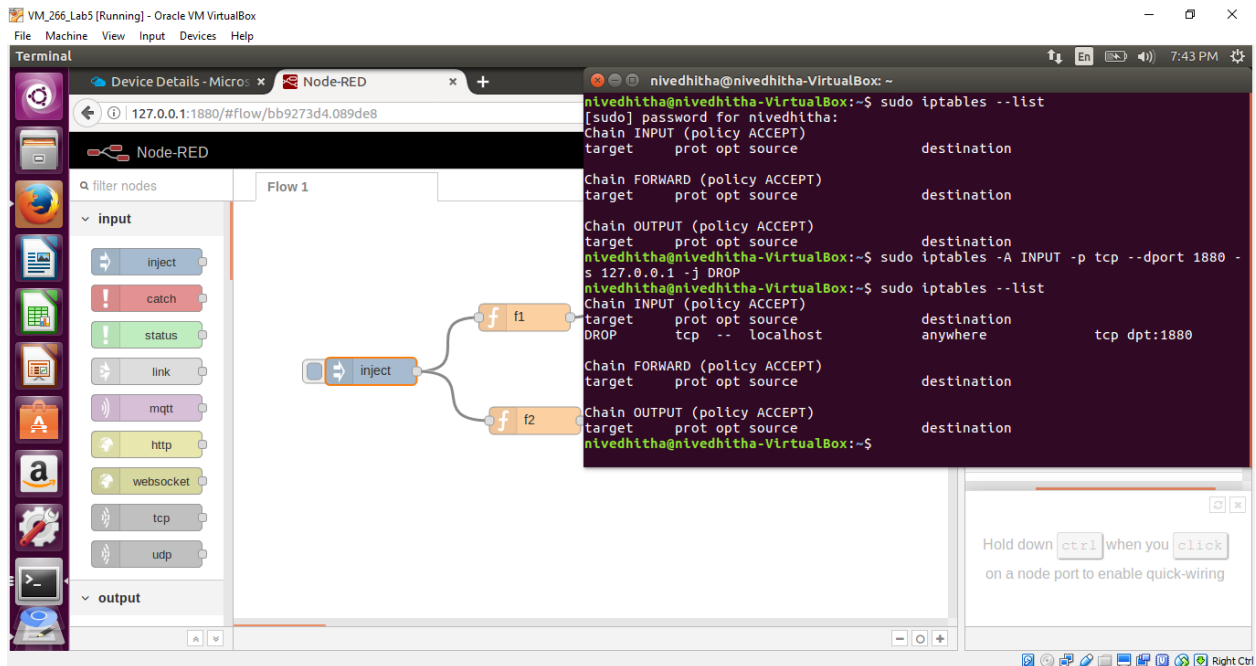 VM_266_Lab5 [Running] - Oracle VM VirtualBox
File Machine View Input Devices Help
Terminal
En
7:43 PM
Device Details - Micros
Node-RED
127.0.0.1:1880/#flow/bb9273d4.089de8
Node-RED
filter nodes
Flow 1
input
inject
catch
status
link
mqtt
http
websocket
tcp
udp
output
inject
f1
f2
nivedhitha@nivedhitha-VirtualBox: ~
nivedhitha@nivedhitha-VirtualBox:~$ sudo iptables --list
[sudo] password for nivedhitha:
Chain INPUT (policy ACCEPT)
target prot opt source destination
Chain FORWARD (policy ACCEPT)
target prot opt source destination
Chain OUTPUT (policy ACCEPT)
target prot opt source destination
nivedhitha@nivedhitha-VirtualBox:~$ sudo iptables -A INPUT -p tcp --dport 1880 -
s 127.0.0.1 -j DROP
nivedhitha@nivedhitha-VirtualBox:~$ sudo iptables --list
Chain INPUT (policy ACCEPT)
target prot opt source destination
DROP tcp -- localhost anywhere tcp dpt:1880
Chain FORWARD (policy ACCEPT)
target prot opt source destination
Chain OUTPUT (policy ACCEPT)
target prot opt source destination
nivedhitha@nivedhitha-VirtualBox:~$
Hold down ctrl when you click
on a node port to enable quick-wiring
Right Ctrl